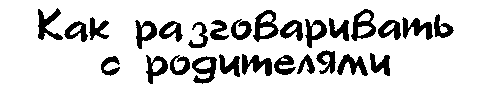 Как разговаривать
с родителями